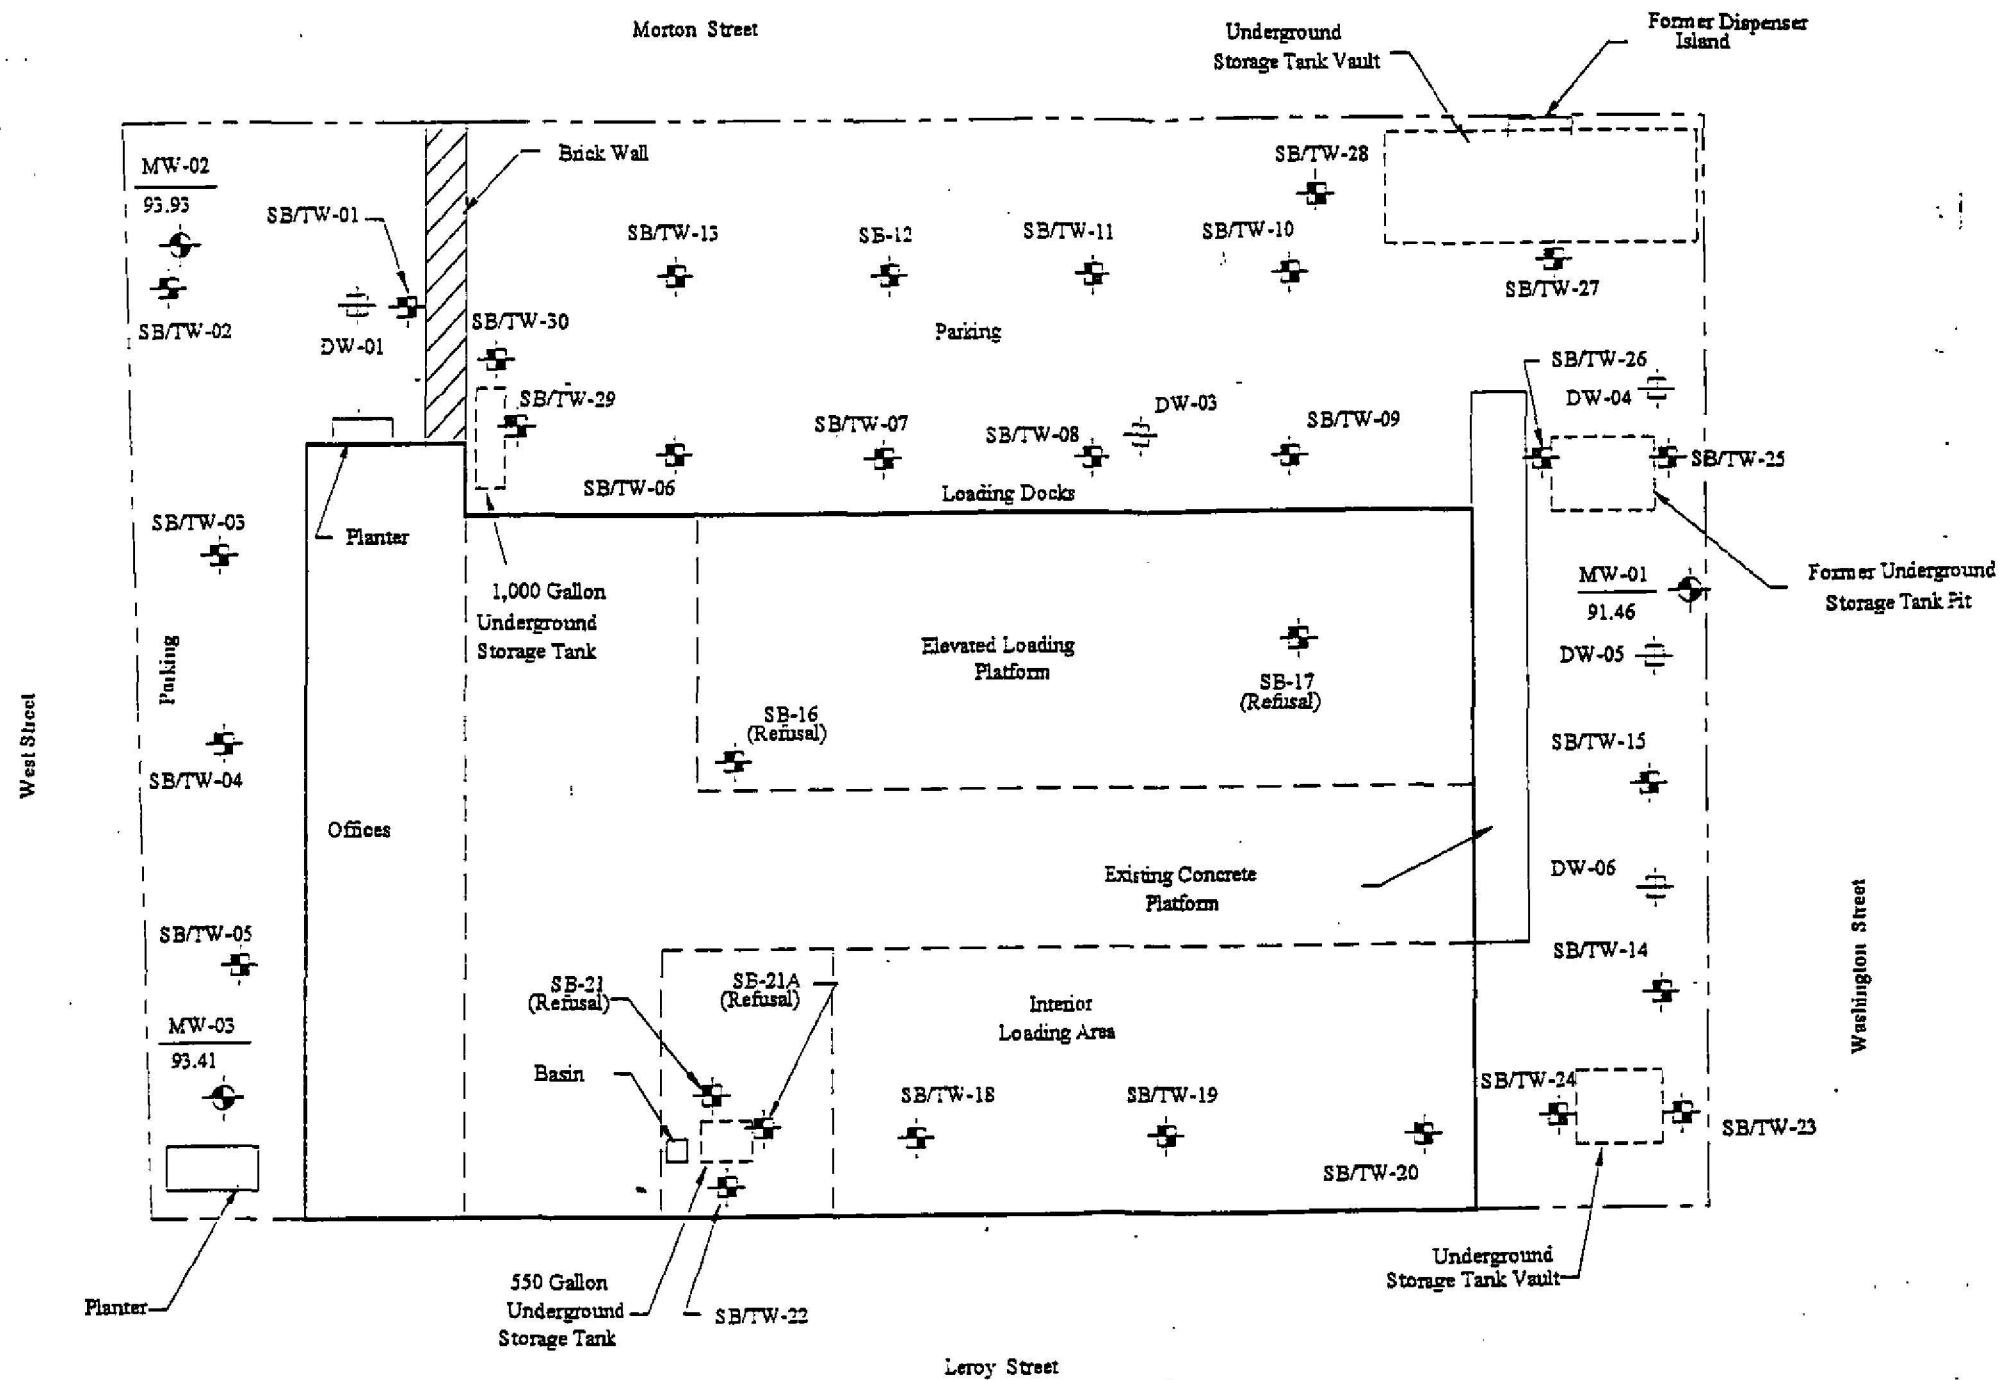 Morton Street
Underground
Storage Tank Vault
Former Dispenser
Island
MW-02
93.93
Brick Wall
SB/TW-28
SB/TW-01
SB/TW-13
SB-12
SB/TW-11
SB/TW-10
SB/TW-27
SB/TW-02
DW-01
SB/TW-30
Parking
SB/TW-26
DW-04
SB/TW-29
DW-03
SB/TW-07
SB/TW-08
SB/TW-09
SB/TW-25
SB/TW-06
Loading Docks
SB/TW-03
Planter
1,000 Gallon
Underground
Storage Tank
MW-01
91.46
Former Underground
Storage Tank Pit
Parking
Elevated Loading
Platform
DW-05
SB-17
(Refusal)
SB-16
(Refusal)
West Street
SB/TW-04
SB/TW-15
Offices
Existing Concrete
Platform
DW-06
SB/TW-05
SB/TW-14
Washington Street
SB-21
(Refusal)
SB-21A
(Refusal)
Interior
Loading Area
MW-03
93.41
Basin
SB/TW-18
SB/TW-19
SB/TW-24
SB/TW-23
SB/TW-20
Underground
Storage Tank Vault
Planter
550 Gallon
Underground
Storage Tank
SB/TW-22
Leroy Street